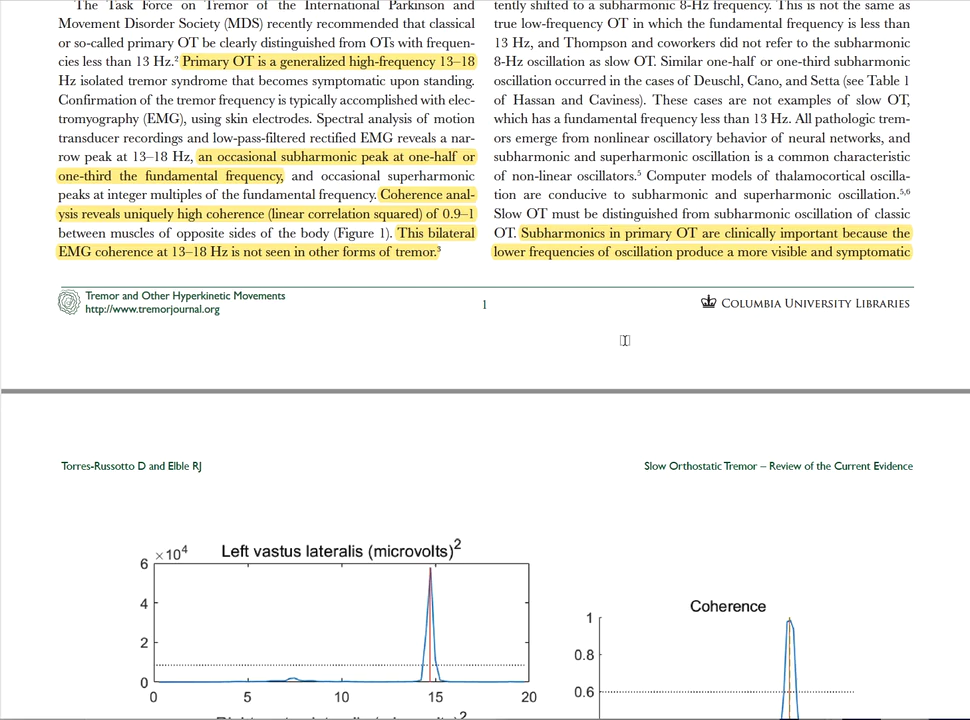 The Task Force on Tremor of the International Parkinson and
Movement Disorder Society (MDS) recently recommended that classical
or so-called primary OT be clearly distinguished from OTs with frequen-
cies less than 13 Hz.² Primary OT is a generalized high-frequency 13–18
Hz isolated tremor syndrome that becomes symptomatic upon standing.
Confirmation of the tremor frequency is typically accomplished with elec-
tromyography (EMG), using skin electrodes. Spectral analysis of motion
transducer recordings and low-pass-filtered rectified EMG reveals a nar-
row peak at 13–18 Hz, an occasional subharmonic peak at one-half or
one-third the fundamental frequency, and occasional superharmonic
peaks at integer multiples of the fundamental frequency. Coherence anal-
ysis reveals uniquely high coherence (linear correlation squared) of 0.9–1
between muscles of opposite sides of the body (Figure 1). This bilateral
EMG coherence at 13–18 Hz is not seen in other forms of tremor.³
tently shifted to a subharmonic 8-Hz frequency. This is not the same as
true low-frequency OT in which the fundamental frequency is less than
13 Hz, and Thompson and coworkers did not refer to the subharmonic
8-Hz oscillation as slow OT. Similar one-half or one-third subharmonic
oscillation occurred in the cases of Deuschl, Cano, and Setta (see Table 1
of Hassan and Caviness). These cases are not examples of slow OT,
which has a fundamental frequency less than 13 Hz. All pathologic trem-
ors emerge from nonlinear oscillatory behavior of neural networks, and
subharmonic and superharmonic oscillation is a common characteristic
of non-linear oscillators.⁵ Computer models of thalamocortical oscilla-
tion are conducive to subharmonic and superharmonic oscillation.⁵,⁶
Slow OT must be distinguished from subharmonic oscillation of classic
OT. Subharmonics in primary OT are clinically important because the
lower frequencies of oscillation produce a more visible and symptomatic
Tremor and Other Hyperkinetic Movements
http://www.tremorjournal.org
1
COLUMBIA UNIVERSITY LIBRARIES
Torres-Russotto D and Elble RJ
Slow Orthostatic Tremor – Review of the Current Evidence
×10⁴
Left vastus lateralis (microvolts)²
6
4
2
0
0 5 10 15 20
Coherence
1
0.8
0.6